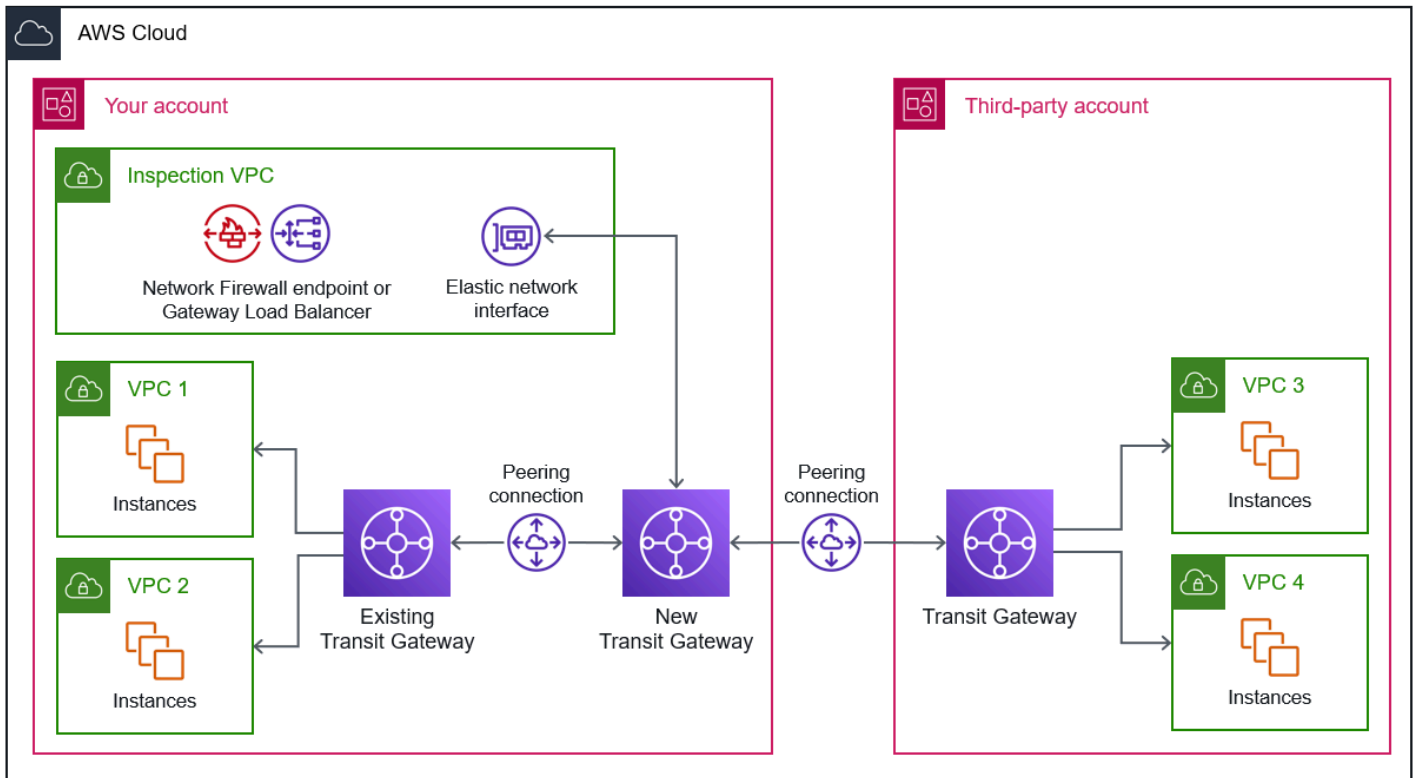 AWS Cloud
Your account
Third-party account
Inspection VPC
Network Firewall endpoint or
Gateway Load Balancer
Elastic network
interface
VPC 1
Instances
VPC 2
Instances
Existing
Transit Gateway
Peering
connection
New
Transit Gateway
Peering
connection
Transit Gateway
VPC 3
Instances
VPC 4
Instances